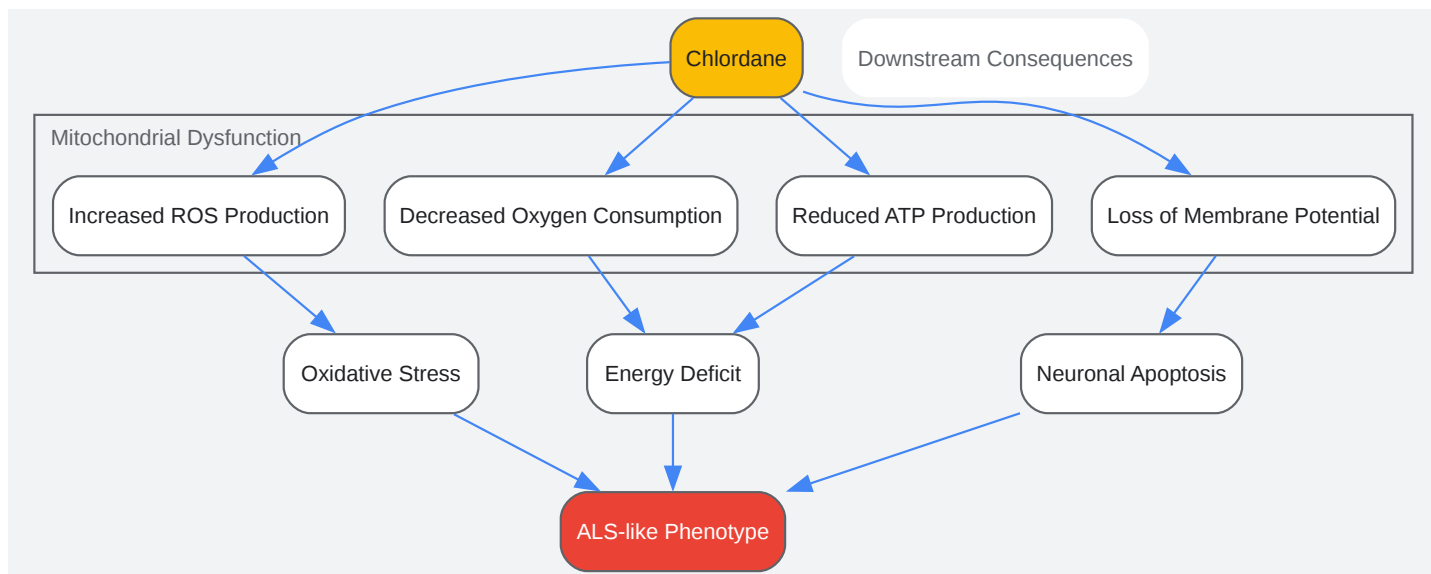 Chlordane
Downstream Consequences
Mitochondrial Dysfunction
Increased ROS Production
Decreased Oxygen Consumption
Reduced ATP Production
Loss of Membrane Potential
Oxidative Stress
Energy Deficit
Neuronal Apoptosis
ALS-like Phenotype